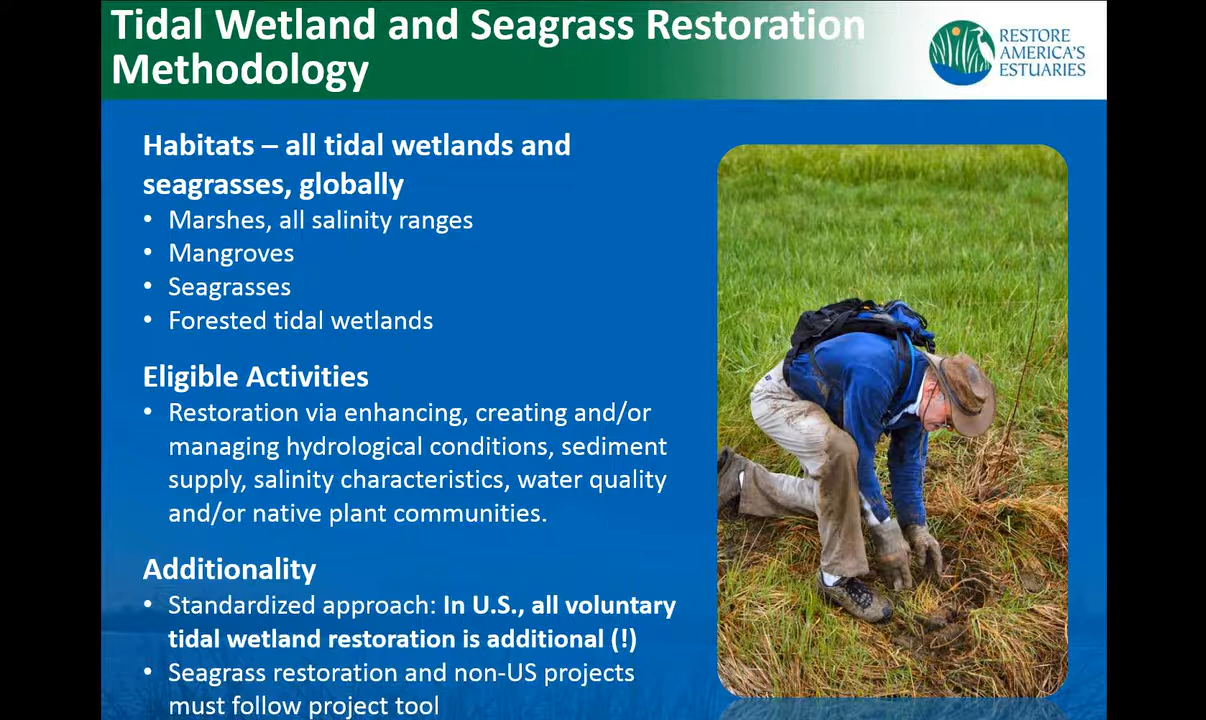 Tidal Wetland and Seagrass Restoration
Methodology
RESTORE
AMERICA'S
ESTUARIES
Habitats – all tidal wetlands and
seagrasses, globally
• Marshes, all salinity ranges
• Mangroves
• Seagrasses
• Forested tidal wetlands
Eligible Activities
• Restoration via enhancing, creating and/or
managing hydrological conditions, sediment
supply, salinity characteristics, water quality
and/or native plant communities.
Additionality
• Standardized approach: In U.S., all voluntary
tidal wetland restoration is additional (!)
• Seagrass restoration and non-US projects
must follow project tool